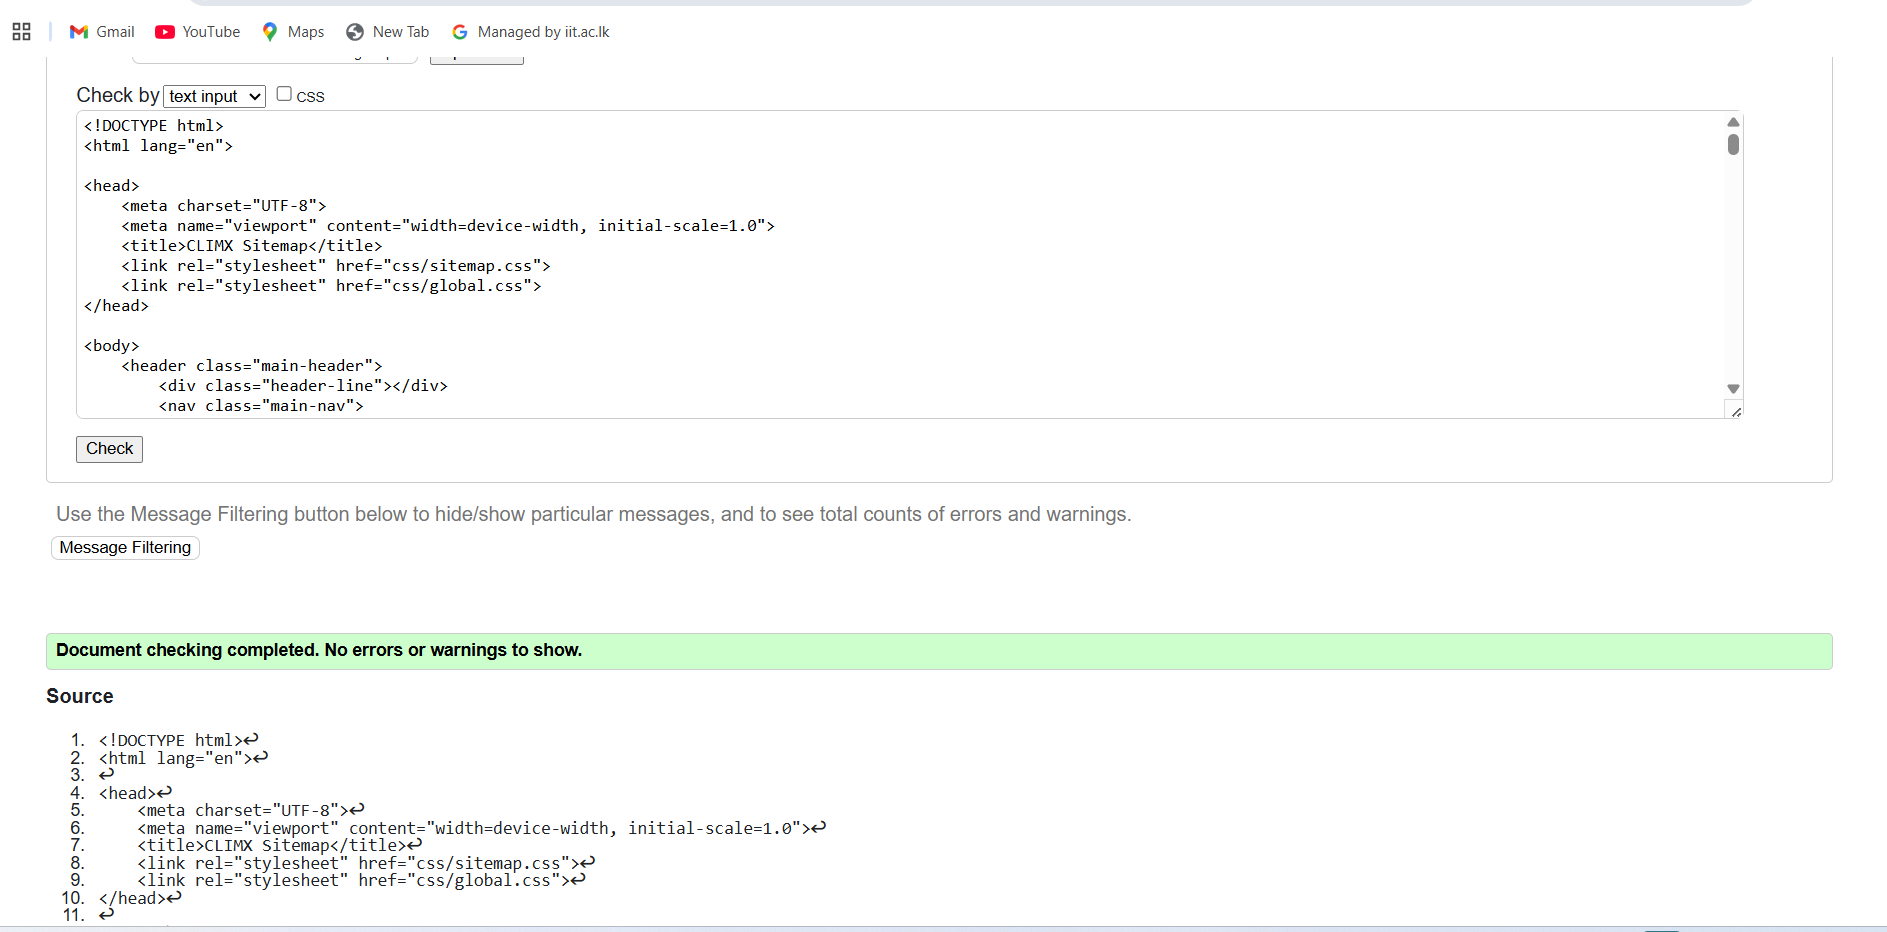 Gmail YouTube Maps New Tab Managed by iit.ac.lk
Check by text input CSS
<!DOCTYPE html>
<html lang="en">
<head>
<meta charset="UTF-8">
<meta name="viewport" content="width=device-width, initial-scale=1.0">
<title>CLIMX Sitemap</title>
<link rel="stylesheet" href="css/sitemap.css">
<link rel="stylesheet" href="css/global.css">
</head>
<body>
<header class="main-header">
<div class="header-line"></div>
<nav class="main-nav">
Check
Use the Message Filtering button below to hide/show particular messages, and to see total counts of errors and warnings.
Message Filtering
Document checking completed. No errors or warnings to show.
Source
1. <!DOCTYPE html>↩
2. <html lang="en">↩
3. ↩
4. <head>↩
5. <meta charset="UTF-8">↩
6. <meta name="viewport" content="width=device-width, initial-scale=1.0">↩
7. <title>CLIMX Sitemap</title>↩
8. <link rel="stylesheet" href="css/sitemap.css">↩
9. <link rel="stylesheet" href="css/global.css">↩
10. </head>↩
11. ↩